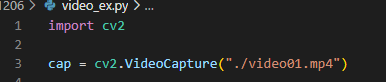 1206 > video_ex.py > ...
1 import cv2
2
3 cap = cv2.VideoCapture("./video01.mp4")